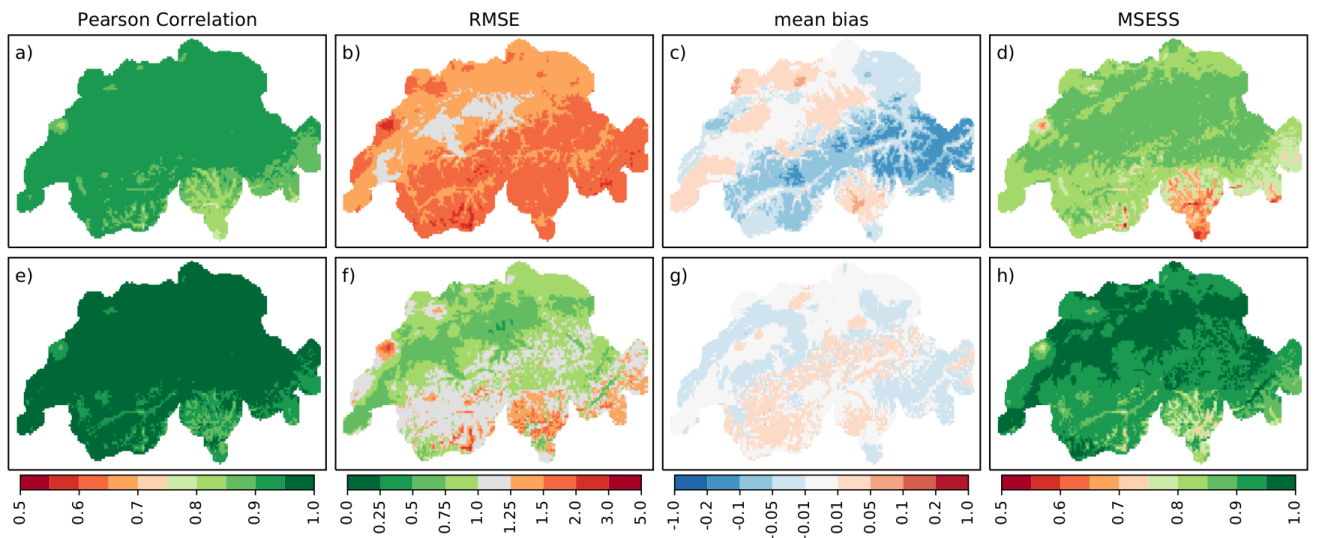 Pearson Correlation RMSE mean bias MSESS
a) b) c) d)
e) f) g) h)
0.5 0.6 0.7 0.8 0.9 1.0 0.0 0.25 0.5 0.75 1.0 1.25 1.5 2.0 3.0 5.0 -1.0 -0.2 -0.1 -0.05 -0.01 0.01 0.05 0.1 0.2 1.0 0.5 0.6 0.7 0.8 0.9 1.0